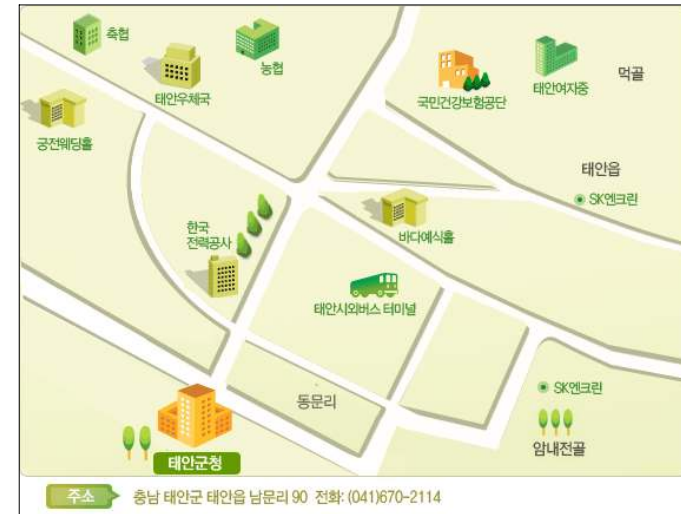 축협
농협
태안우체국
국민건강보험공단
태안여자중
먹골
궁전웨딩홀
태안읍
SK엔크린
한국
전력공사
바다예식홀
태안시외버스 터미널
동문리
SK엔크린
암내전골
태안군청
주소 충남 태안군 태안읍 남문리 90 전화: (041)670-2114